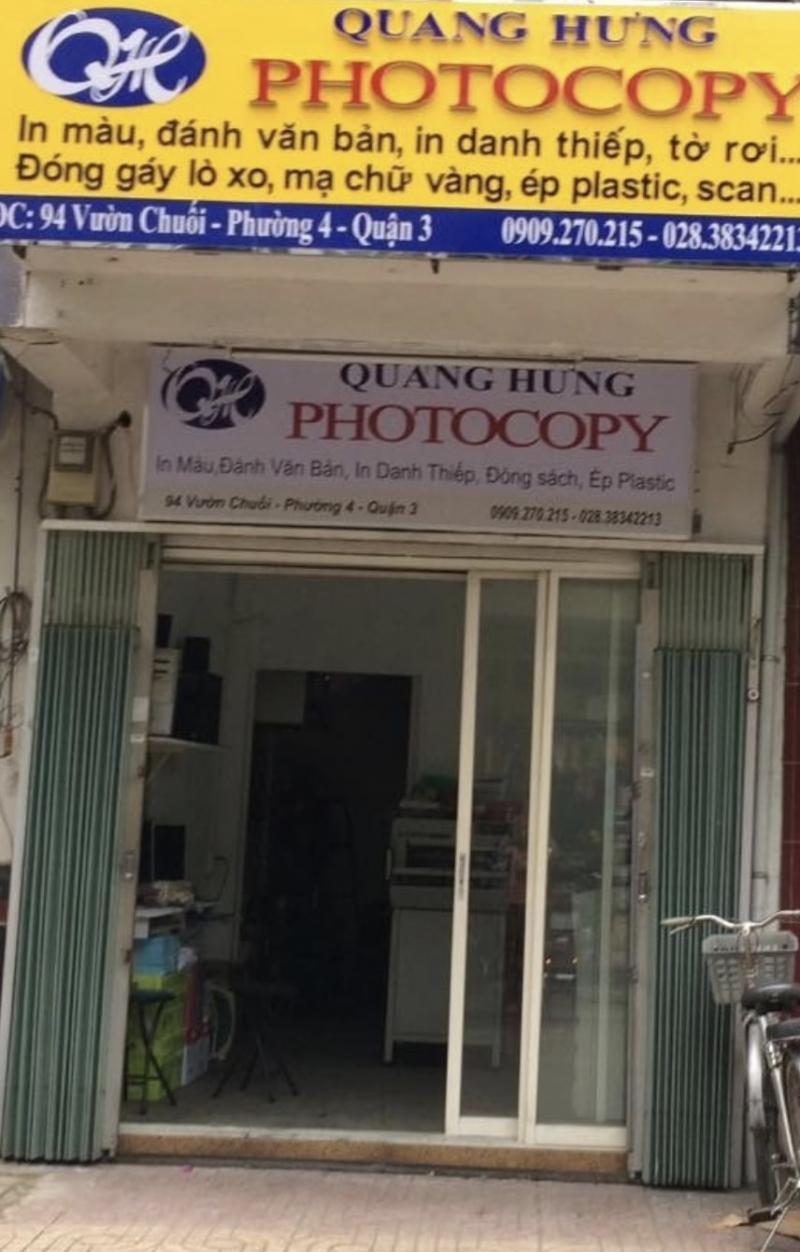 QH
QUANG HƯNG
PHOTOCOPY
In màu, đánh văn bản, in danh thiếp, tờ rơi...
Đóng gáy lò xo, mạ chữ vàng, ép plastic, scan...
ĐC: 94 Vườn Chuối - Phường 4 - Quận 3 0909.270.215 - 028.38342213
QH
QUANG HƯNG
PHOTOCOPY
In Màu,Đánh Văn Bản, In Danh Thiếp, Đóng sách, Ép Plastic
94 Vườn Chuối - Phường 4 - Quận 3 0909.270.215 - 028.38342213